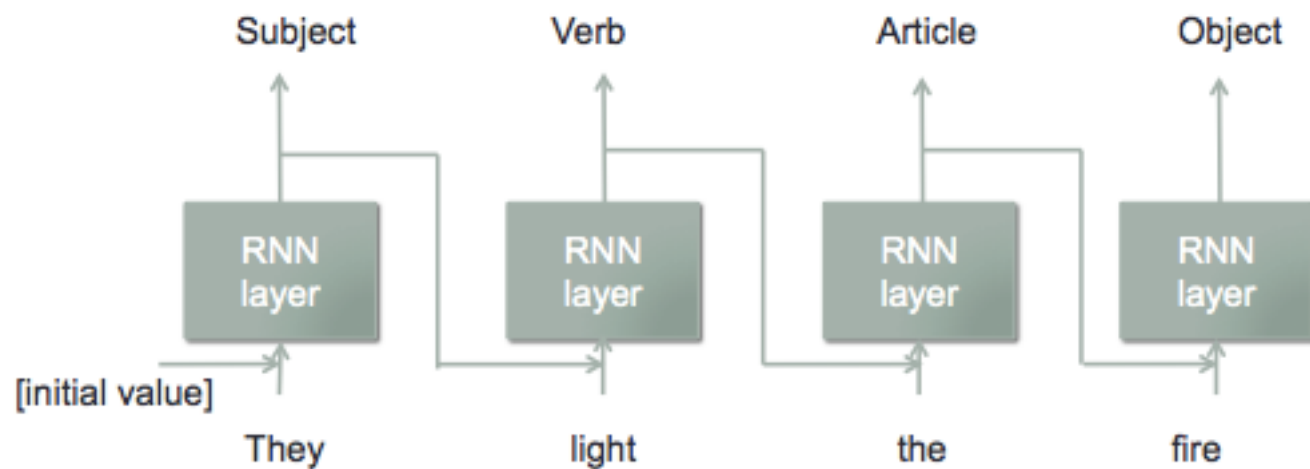 Subject Verb Article Object
RNN RNN RNN RNN
layer layer layer layer
[initial value]
They light the fire